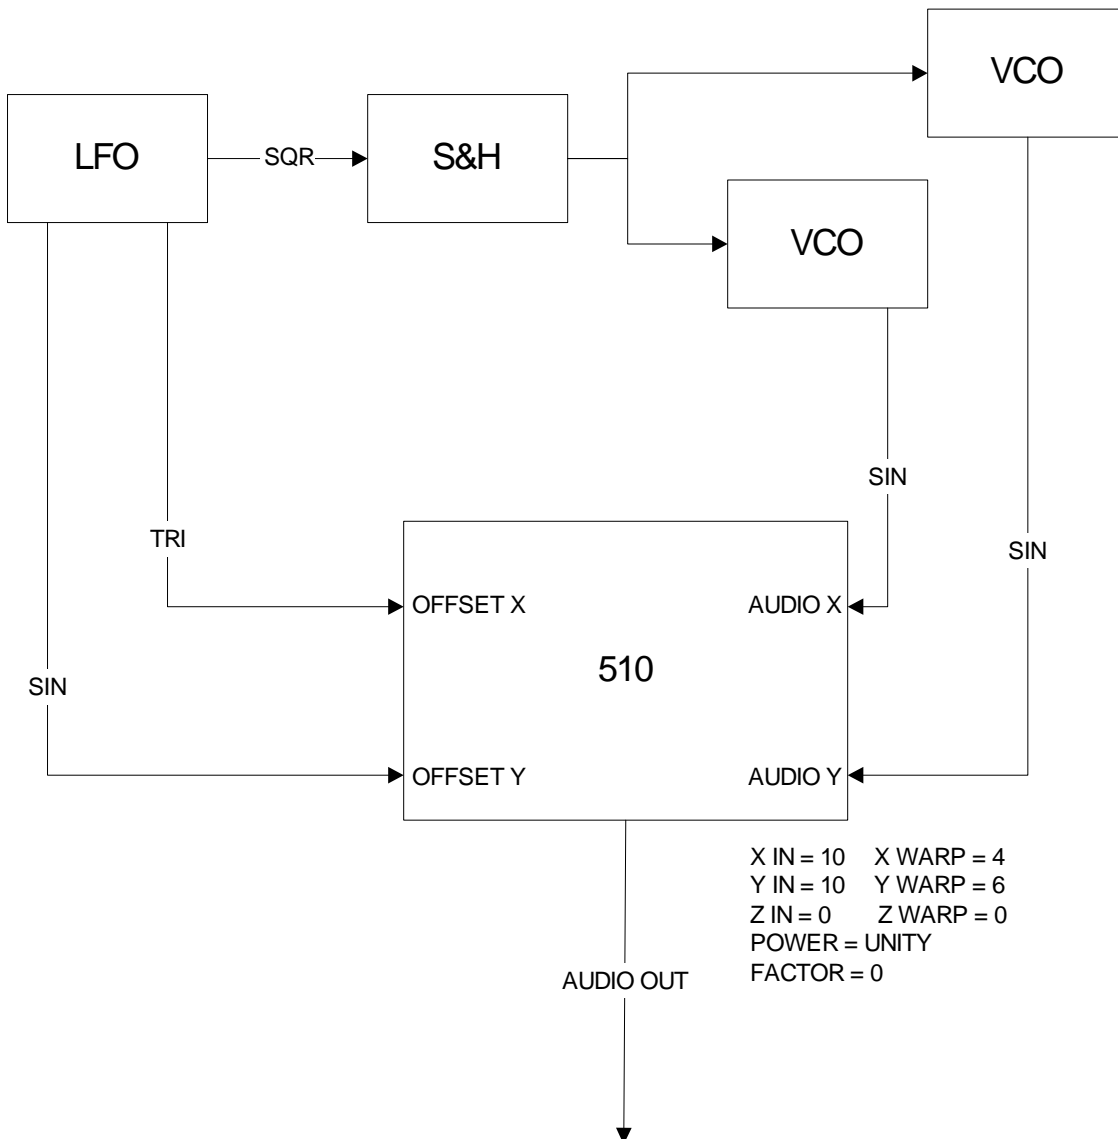 VCO
LFO
SQR
S&H
VCO
SIN
TRI
SIN
OFFSET X
AUDIO X
510
SIN
OFFSET Y
AUDIO Y
X IN = 10 X WARP = 4
Y IN = 10 Y WARP = 6
Z IN = 0 Z WARP = 0
POWER = UNITY
FACTOR = 0
AUDIO OUT